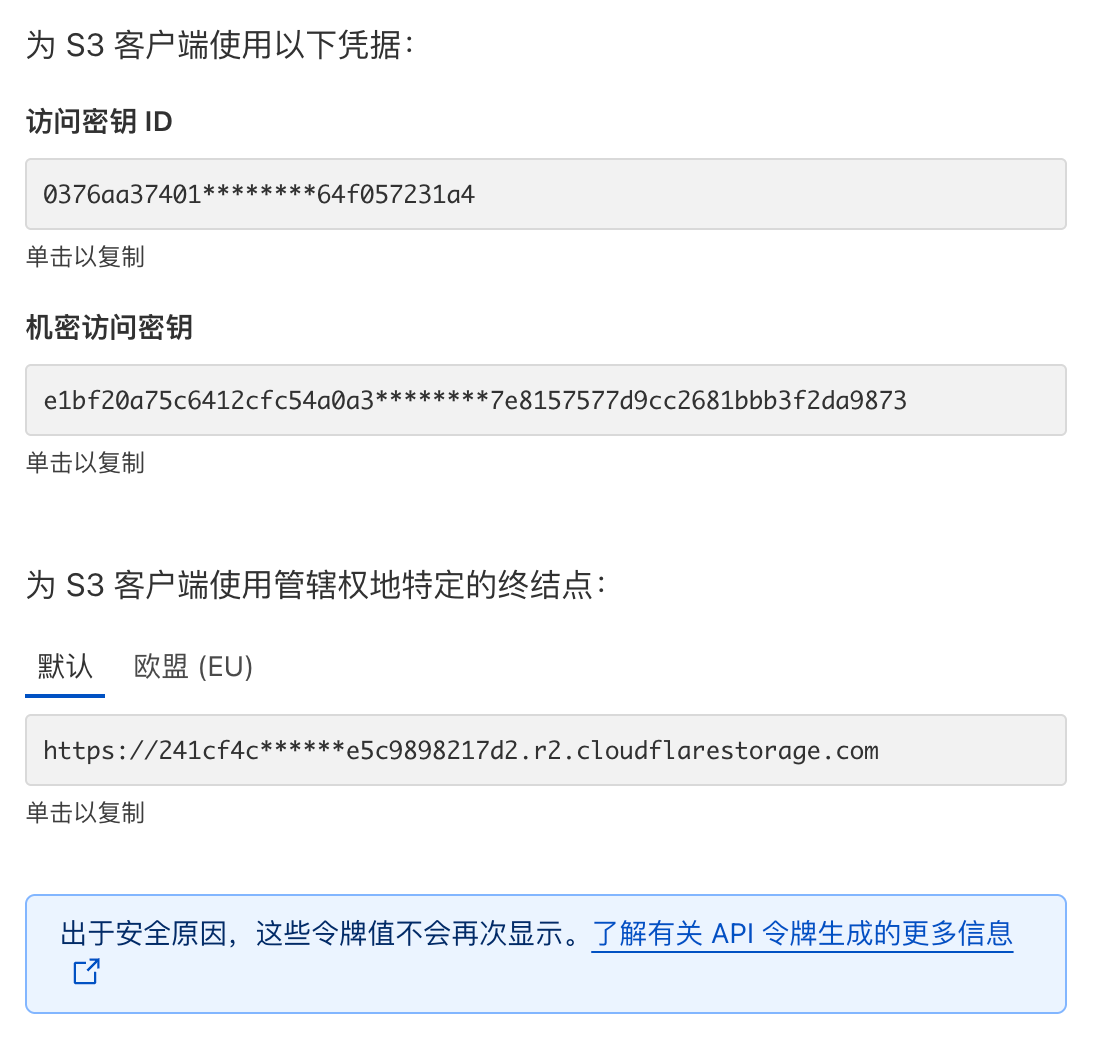 为 S3 客户端使用以下凭据：
访问密钥 ID
0376aa37401********64f057231a4
单击以复制
机密访问密钥
e1bf20a75c6412cfc54a0a3********7e8157577d9cc2681bbb3f2da9873
单击以复制
为 S3 客户端使用管辖权地特定的终结点：
默认 欧盟 (EU)
https://241cf4c******e5c9898217d2.r2.cloudflarestorage.com
单击以复制
出于安全原因，这些令牌值不会再次显示。了解有关 API 令牌生成的更多信息